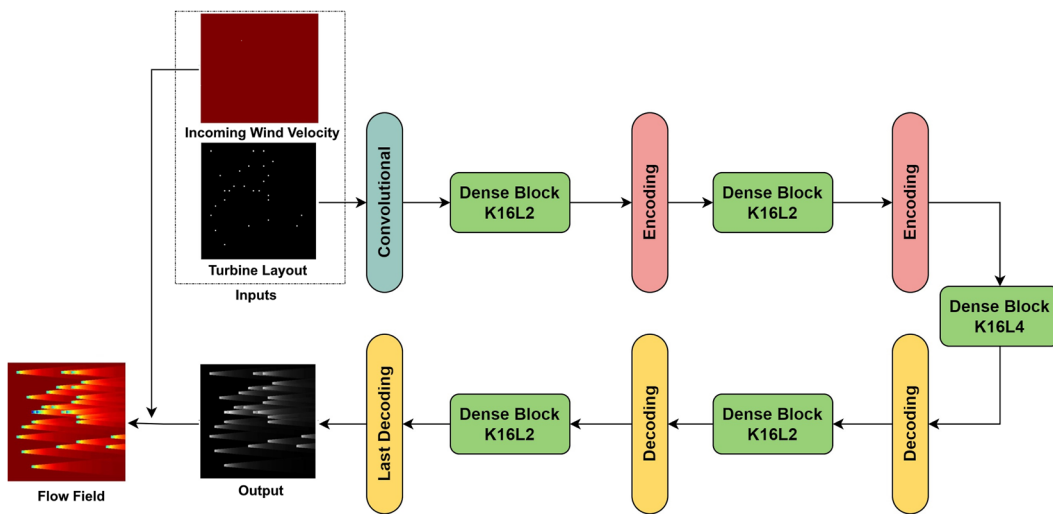 Incoming Wind Velocity
Turbine Layout
Inputs
Convolutional
Dense Block
K16L2
Encoding
Dense Block
K16L2
Encoding
Dense Block
K16L4
Decoding
Dense Block
K16L2
Decoding
Dense Block
K16L2
Last Decoding
Output
Flow Field